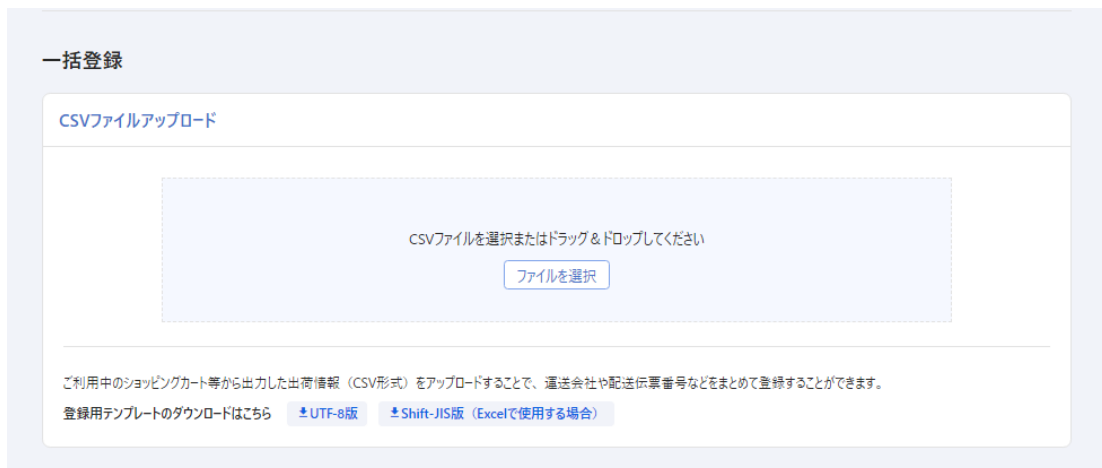 一括登録
CSVファイルアップロード
CSVファイルを選択またはドラッグ&ドロップしてください
ファイルを選択
ご利用中のショッピングカート等から出力した出荷情報（CSV形式）をアップロードすることで、運送会社や配送伝票番号などをまとめて登録することができます。
登録用テンプレートのダウンロードはこちら UTF-8版 Shift-JIS版（Excelで使用する場合）